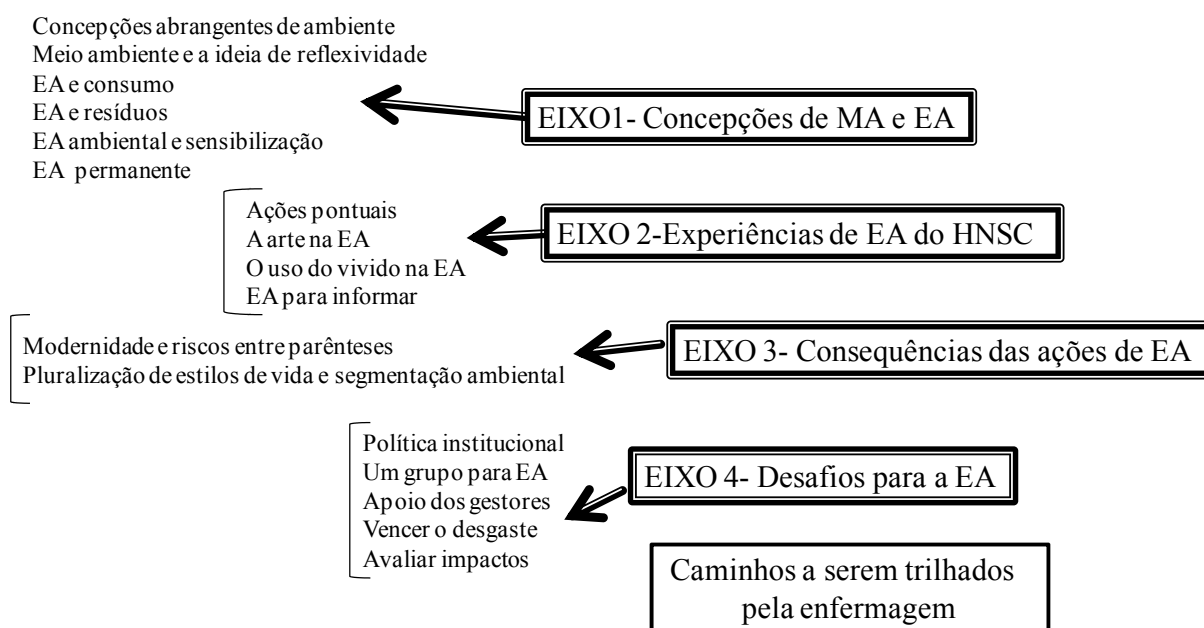 Concepções abrangentes de ambiente
Meio ambiente e a ideia de reflexividade
EA e consumo
EA e resíduos
EA ambiental e sensibilização
EA permanente
EIXO1- Concepções de MA e EA
Ações pontuais
A arte na EA
O uso do vivido na EA
EA para informar
EIXO 2-Experiências de EA do HNSC
Modernidade e riscos entre parênteses
Pluralização de estilos de vida e segmentação ambiental
EIXO 3- Consequências das ações de EA
Política institucional
Um grupo para EA
Apoio dos gestores
Vencer o desgaste
Avaliar impactos
EIXO 4- Desafios para a EA
Caminhos a serem trilhados
pela enfermagem